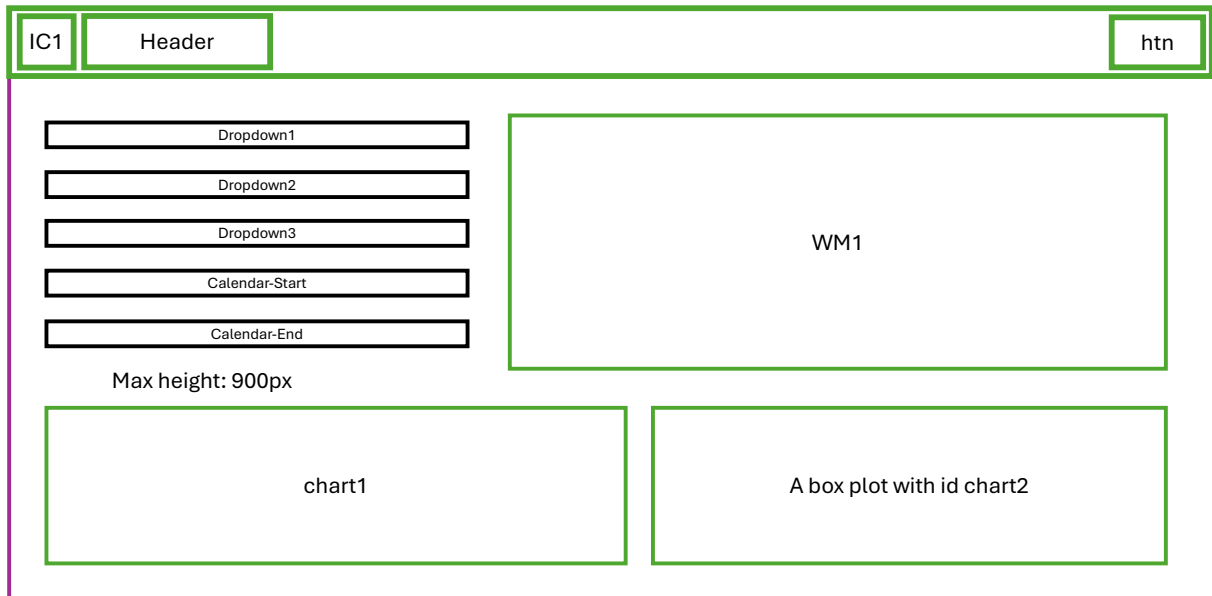 IC1
Header
htn
Dropdown1
Dropdown2
Dropdown3
Calendar-Start
Calendar-End
WM1
Max height: 900px
chart1
A box plot with id chart2